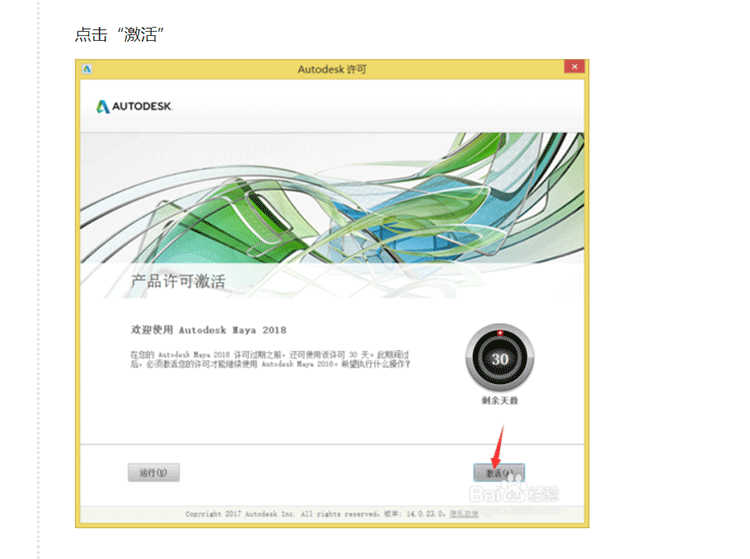 点击“激活”
Autodesk 许可
AUTODESK
产品许可激活
欢迎使用 Autodesk Maya 2018
在您的 Autodesk Maya 2018 许可过期之前，还可使用该许可 30 天。此期间过
后，必须激活您的许可才能继续使用 Autodesk Maya 2018。希望执行什么操作？
30
剩余天数
运行(U)
激活(A)
Baidu 经验
Copyright 2017 Autodesk Inc. All rights reserved。版本: 14.0.23.0。隐私政策